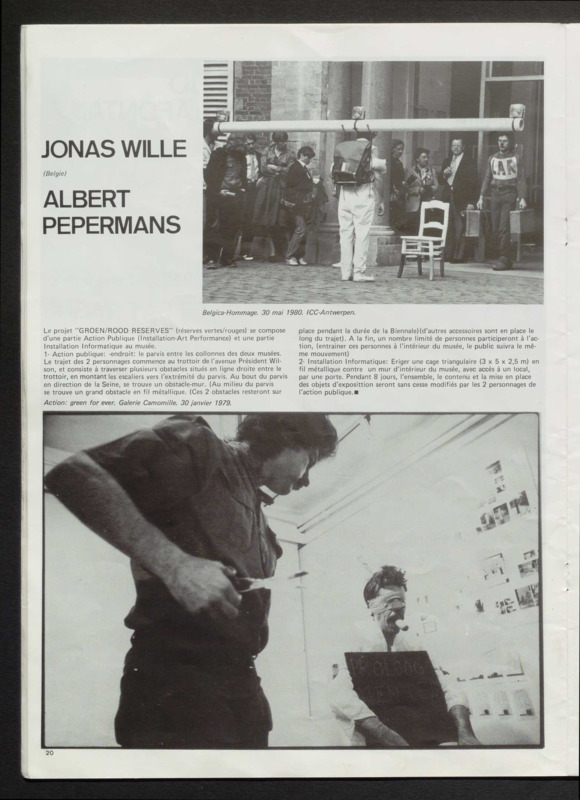 JONAS WILLE
(Belgie)
ALBERT
PEPERMANS
Belgica-Hommage. 30 mai 1980. ICC-Antwerpen.
Le projet "GROEN/ROOD RESERVES" (réserves vertes/rouges) se compose
d'une partie Action Publique (Installation-Art Performance) et une partie
Installation Informatique au musée.
1- Action publique: -endroit: le parvis entre les collonnes des deux musées.
Le trajet des 2 personnages commence au trottoir de l'avenue Président Wil-
son, et consiste à traverser plusieurs obstacles situés en ligne droite entre le
trottoir, en montant les escaliers vers l'extrémité du parvis. Au bout du parvis
en direction de la Seine, se trouve un obstacle-mur. (Au milieu du parvis
se trouve un grand obstacle en fil métallique. (Ces 2 obstacles resteront sur
place pendant la durée de la Biennale)(d'autres accessoires sont en place le
long du trajet). A la fin, un nombre limité de personnes participeront à l'ac-
tion, (entrainer ces personnes à l'intérieur du musée, le public suivra le mê-
me mouvement)
2- Installation Informatique: Eriger une cage triangulaire (3 x 5 x 2,5 m) en
fil métallique contre un mur d'intérieur du musée, avec accès à un local,
par une porte. Pendant 8 jours, l'ensemble, le contenu et la mise en place
des objets d'exposition seront sans cesse modifiés par les 2 personnages de
l'action publique.■
Action: green for ever. Galerie Camomille. 30 janvier 1979.
20